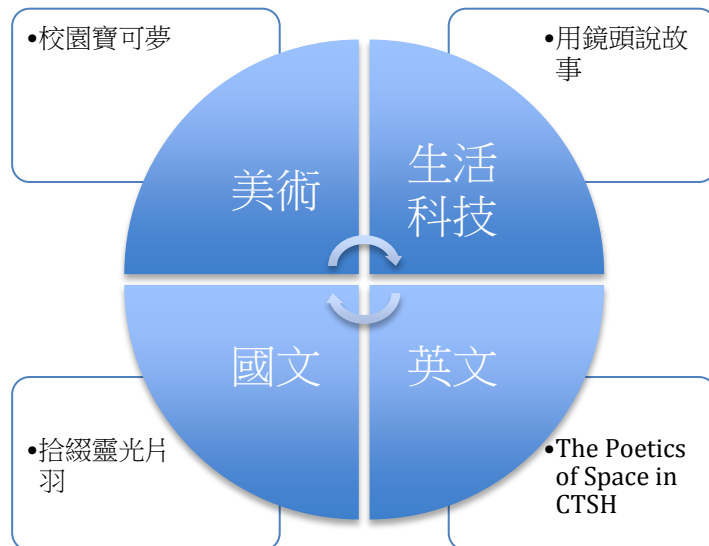 •校園寶可夢
•用鏡頭說故
事
美術
生活
科技
國文
英文
•拾綴靈光片
羽
•The Poetics
of Space in
CTSH